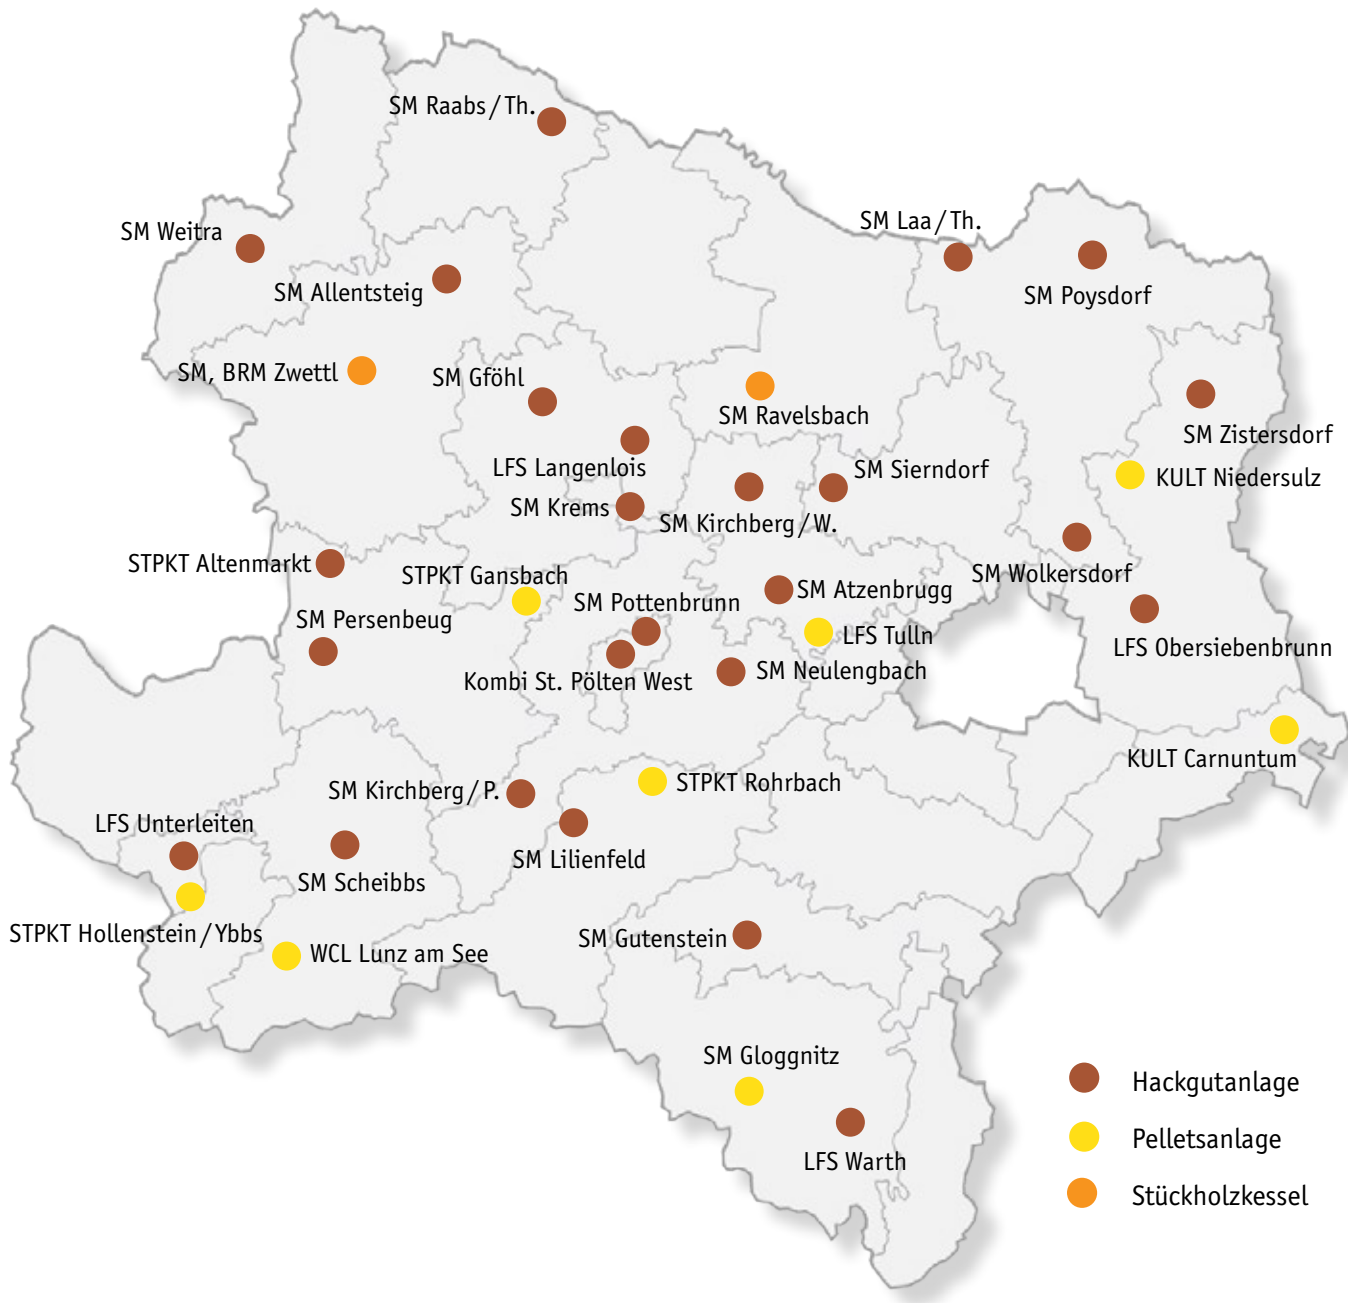 SM Raabs/Th.
SM Weitra
SM Laa/Th.
SM Allentsteig
SM Poysdorf
SM, BRM Zwettl
SM Gföhl
SM Ravelsbach
SM Zistersdorf
LFS Langenlois
SM Sierndorf
KULT Niedersulz
SM Krems
SM Kirchberg/W.
STPKT Altenmarkt
STPKT Gansbach
SM Wolkersdorf
SM Atzenbrugg
SM Pottenbrunn
SM Persenbeug
LFS Tulln
LFS Obersiebenbrunn
SM Neulengbach
Kombi St. Pölten West
KULT Carnuntum
STPKT Rohrbach
SM Kirchberg/P.
LFS Unterleiten
SM Lilienfeld
SM Scheibbs
STPKT Hollenstein/Ybbs
SM Gutenstein
WCL Lunz am See
SM Gloggnitz
LFS Warth
Hackgutanlage
Pelletsanlage
Stückholzkessel